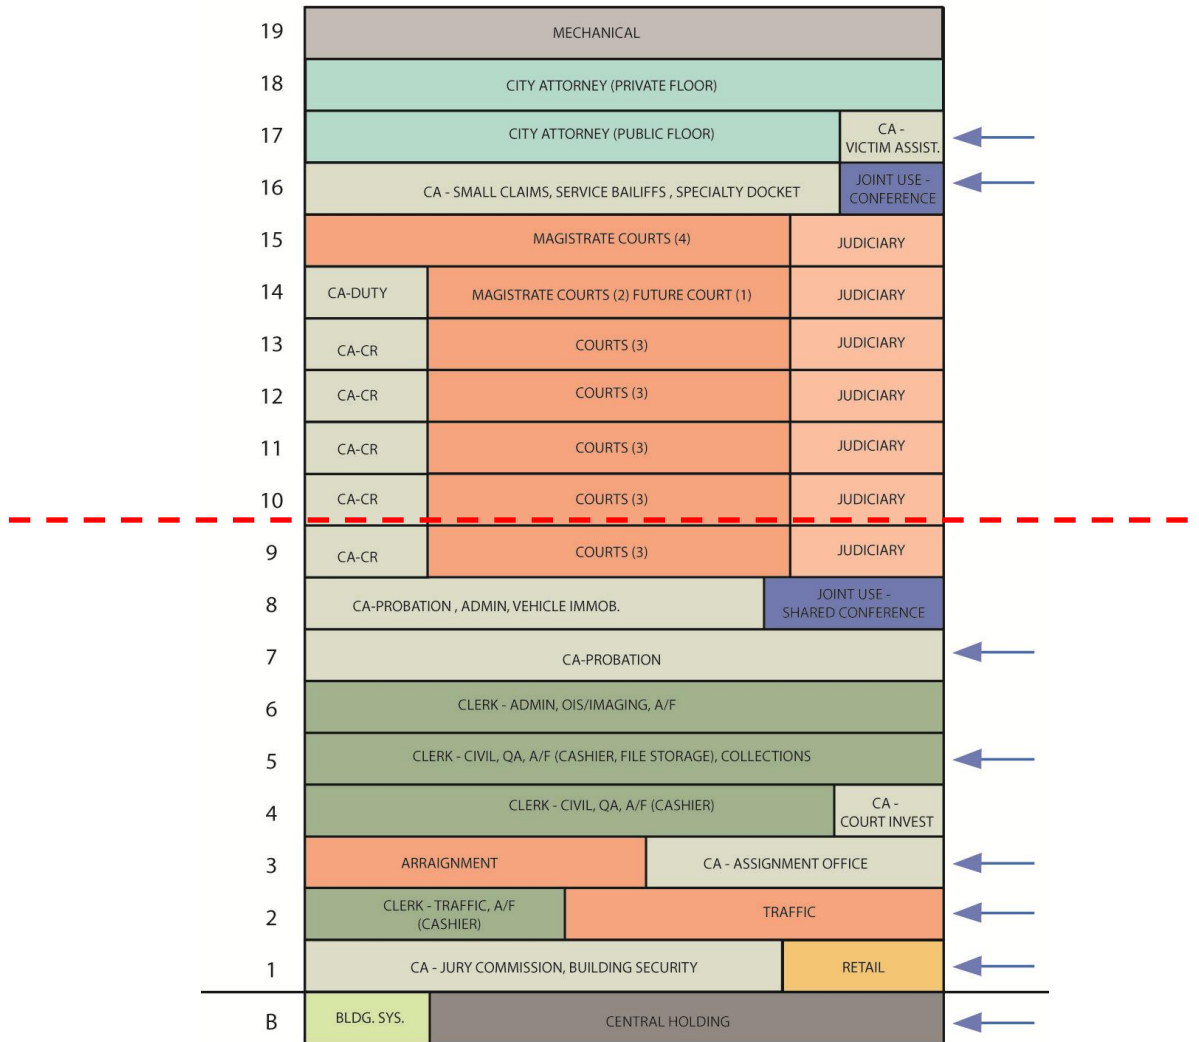 19 MECHANICAL
18 CITY ATTORNEY (PRIVATE FLOOR)
17 CITY ATTORNEY (PUBLIC FLOOR) CA -
VICTIM ASSIST.
16 CA - SMALL CLAIMS, SERVICE BAILIFFS , SPECIALTY DOCKET JOINT USE -
CONFERENCE
15 MAGISTRATE COURTS (4) JUDICIARY
14 CA-DUTY MAGISTRATE COURTS (2) FUTURE COURT (1) JUDICIARY
13 CA-CR COURTS (3) JUDICIARY
12 CA-CR COURTS (3) JUDICIARY
11 CA-CR COURTS (3) JUDICIARY
10 CA-CR COURTS (3) JUDICIARY
9 CA-CR COURTS (3) JUDICIARY
8 CA-PROBATION , ADMIN, VEHICLE IMMOB. JOINT USE -
SHARED CONFERENCE
7 CA-PROBATION
6 CLERK - ADMIN, OIS/IMAGING, A/F
5 CLERK - CIVIL, QA, A/F (CASHIER, FILE STORAGE), COLLECTIONS
4 CLERK - CIVIL, QA, A/F (CASHIER) CA -
COURT INVEST
3 ARRAIGNMENT CA - ASSIGNMENT OFFICE
2 CLERK - TRAFFIC, A/F
(CASHIER) TRAFFIC
1 CA - JURY COMMISSION, BUILDING SECURITY RETAIL
B BLDG. SYS. CENTRAL HOLDING